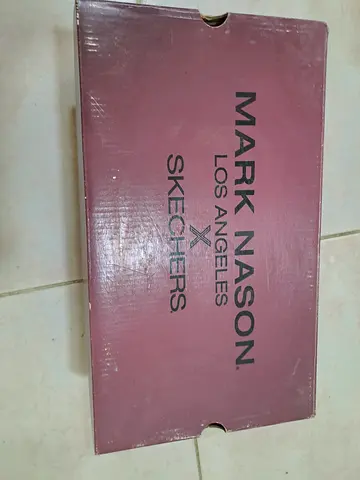 MARK NASON.
LOS ANGELES
X
SKECHERS.